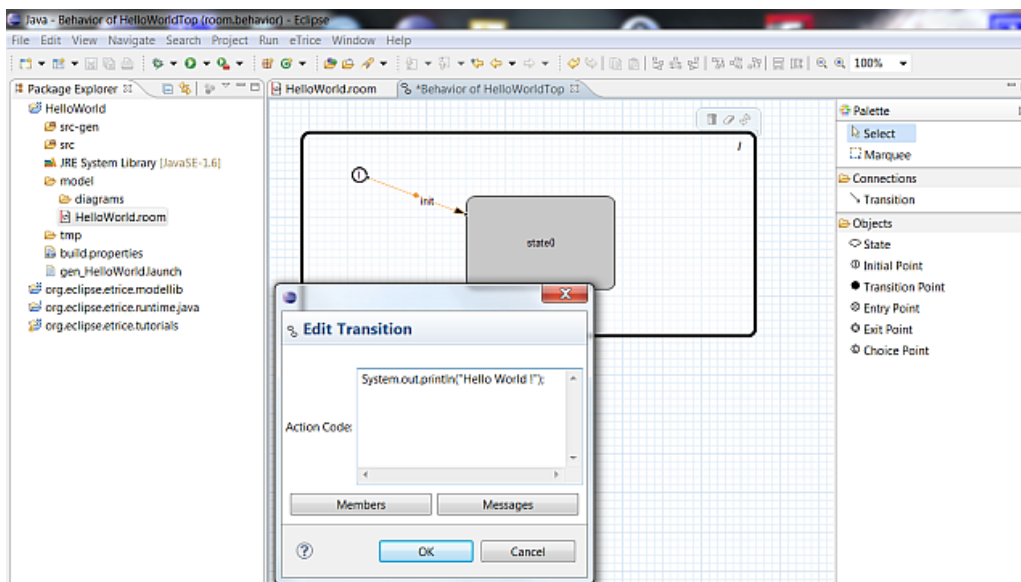 Java - Behavior of HelloWorldTop (room.behavior) - Eclipse
File Edit View Navigate Search Project Run eTrice Window Help
100%
Package Explorer
HelloWorld.room
*Behavior of HelloWorldTop
HelloWorld
src-gen
src
JRE System Library [JavaSE-1.6]
model
diagrams
HelloWorld.room
tmp
build.properties
gen_HelloWorld.launch
org.eclipse.etrice.modellib
org.eclipse.etrice.runtime.java
org.eclipse.etrice.tutorials
/
I
init
state0
Edit Transition
Action Code:
System.out.println("Hello World !");
Members
Messages
?
OK
Cancel
Palette
Select
Marquee
Connections
Transition
Objects
State
Initial Point
Transition Point
Entry Point
Exit Point
Choice Point